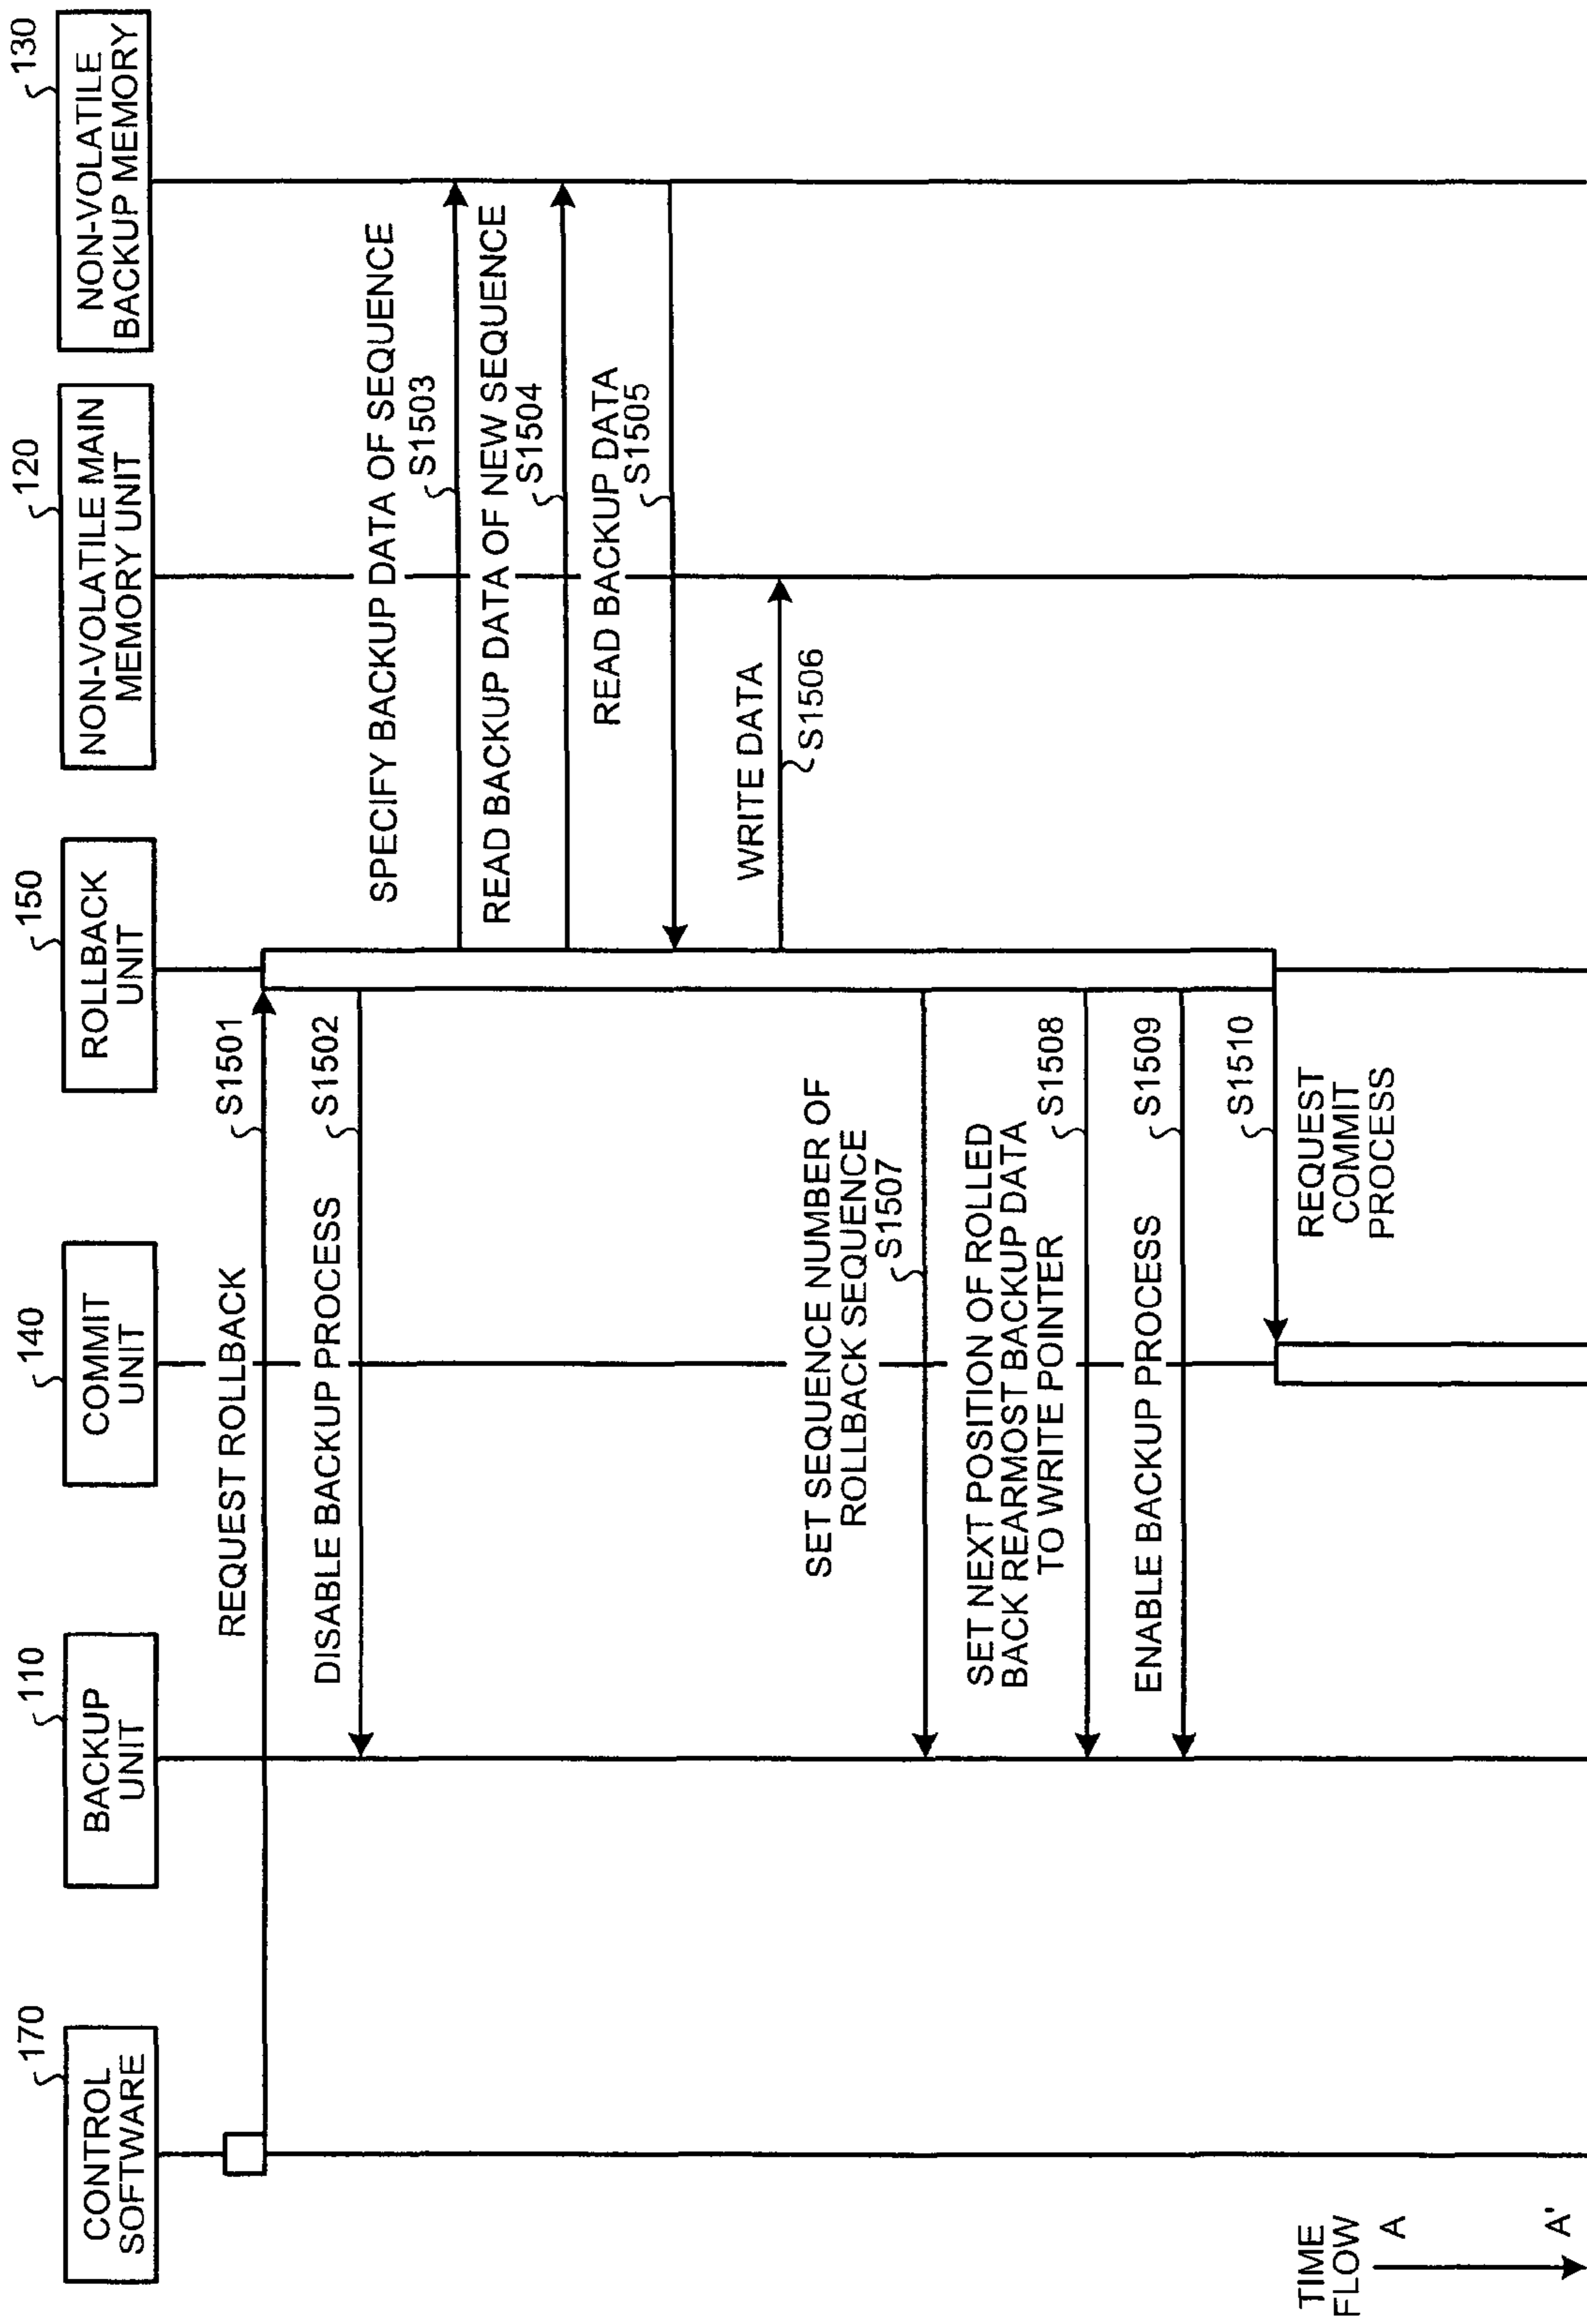 170
CONTROL
SOFTWARE
110
BACKUP
UNIT
140
COMMIT
UNIT
150
ROLLBACK
UNIT
120
NON-VOLATILE MAIN
MEMORY UNIT
130
NON-VOLATILE
BACKUP MEMORY
REQUEST ROLLBACK
S1501
DISABLE BACKUP PROCESS
S1502
SPECIFY BACKUP DATA OF SEQUENCE
S1503
READ BACKUP DATA OF NEW SEQUENCE
S1504
READ BACKUP DATA
S1505
WRITE DATA
S1506
SET SEQUENCE NUMBER OF
ROLLBACK SEQUENCE
S1507
SET NEXT POSITION OF ROLLED
BACK REARMOST BACKUP DATA
TO WRITE POINTER
S1508
ENABLE BACKUP PROCESS
S1509
S1510
REQUEST
COMMIT
PROCESS
TIME
FLOW
A
A'